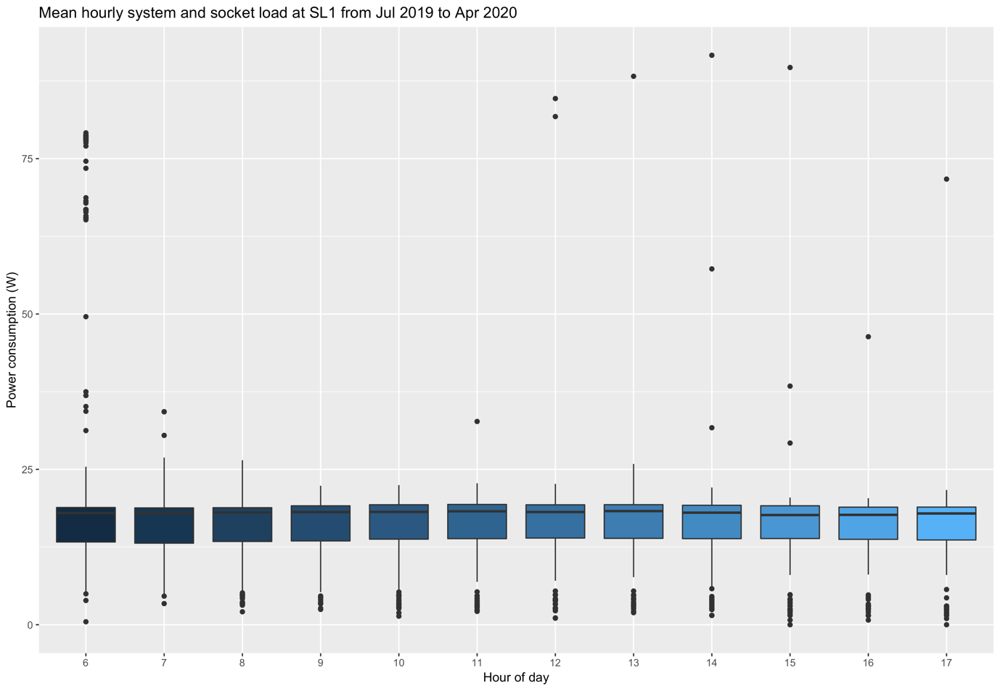 Mean hourly system and socket load at SL1 from Jul 2019 to Apr 2020
Power consumption (W)
75
50
25
0
6 7 8 9 10 11 12 13 14 15 16 17
Hour of day